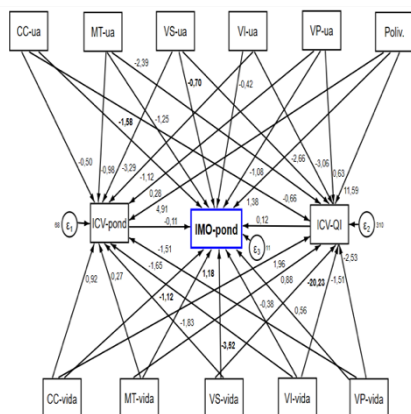 CC-ua MT-ua VS-ua VI-ua VP-ua Poliv.
-2,39 -0,70 -0,42
-1,58 -1,25 -2,66 -3,06 0,63
-0,50 -0,98 -3,29 -1,12 -1,08
0,28 1,38 -0,66 11,59
4,91
ε1 ICV-pond -0,11 IMO-pond 0,12 ICV-QI ε2 310
ε3 11
-1,51 1,96 -2,53
0,92 0,27 -1,65 0,88 -20,23 -1,51
-1,12 1,18
-1,83 -3,52 -0,38 0,56
CC-vida MT-vida VS-vida VI-vida VP-vida